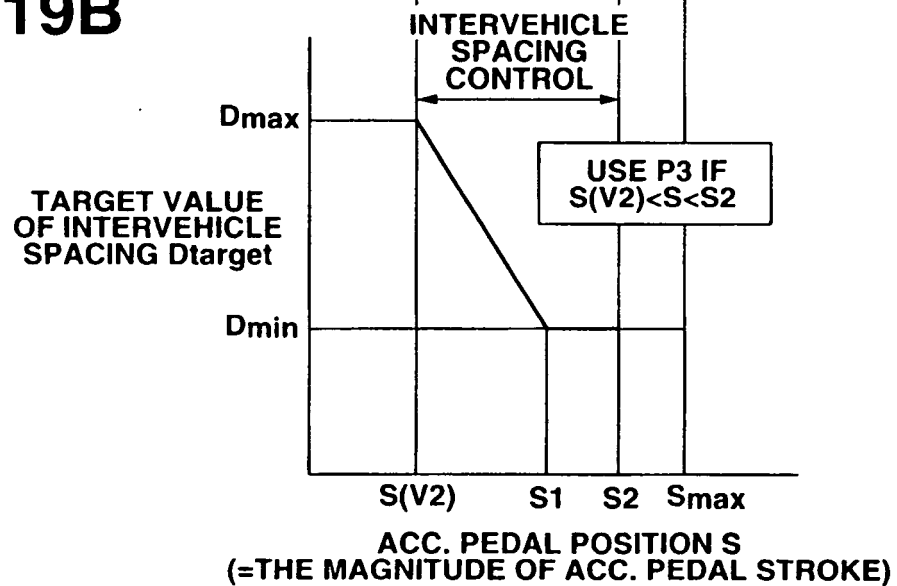 19B
INTERVEHICLE
SPACING
CONTROL
Dmax
USE P3 IF
S(V2)<S<S2
TARGET VALUE
OF INTERVEHICLE
SPACING Dtarget
Dmin
S(V2)
S1
S2
Smax
ACC. PEDAL POSITION S
(=THE MAGNITUDE OF ACC. PEDAL STROKE)